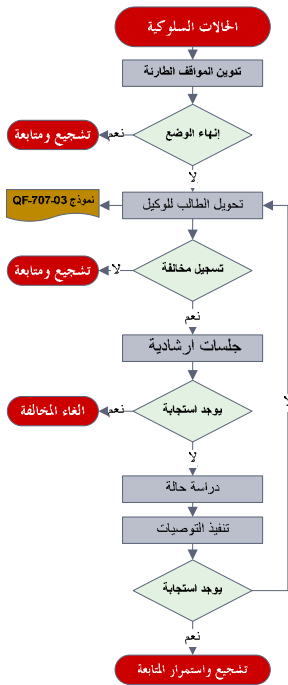 الحالات السلوكية
تدوين المواقف الطارئة
إنهاء الوضع
نعم
تشجيع ومتابعة
لا
تحويل الطالب للوكيل
نموذج QF-707-03
تسجيل مخالفة
لا
تشجيع ومتابعة
نعم
جلسات ارشادية
يوجد استجابة
نعم
الغاء المخالفة
لا
دراسة حالة
تنفيذ التوصيات
يوجد استجابة
لا
نعم
تشجيع واستمرار المتابعة